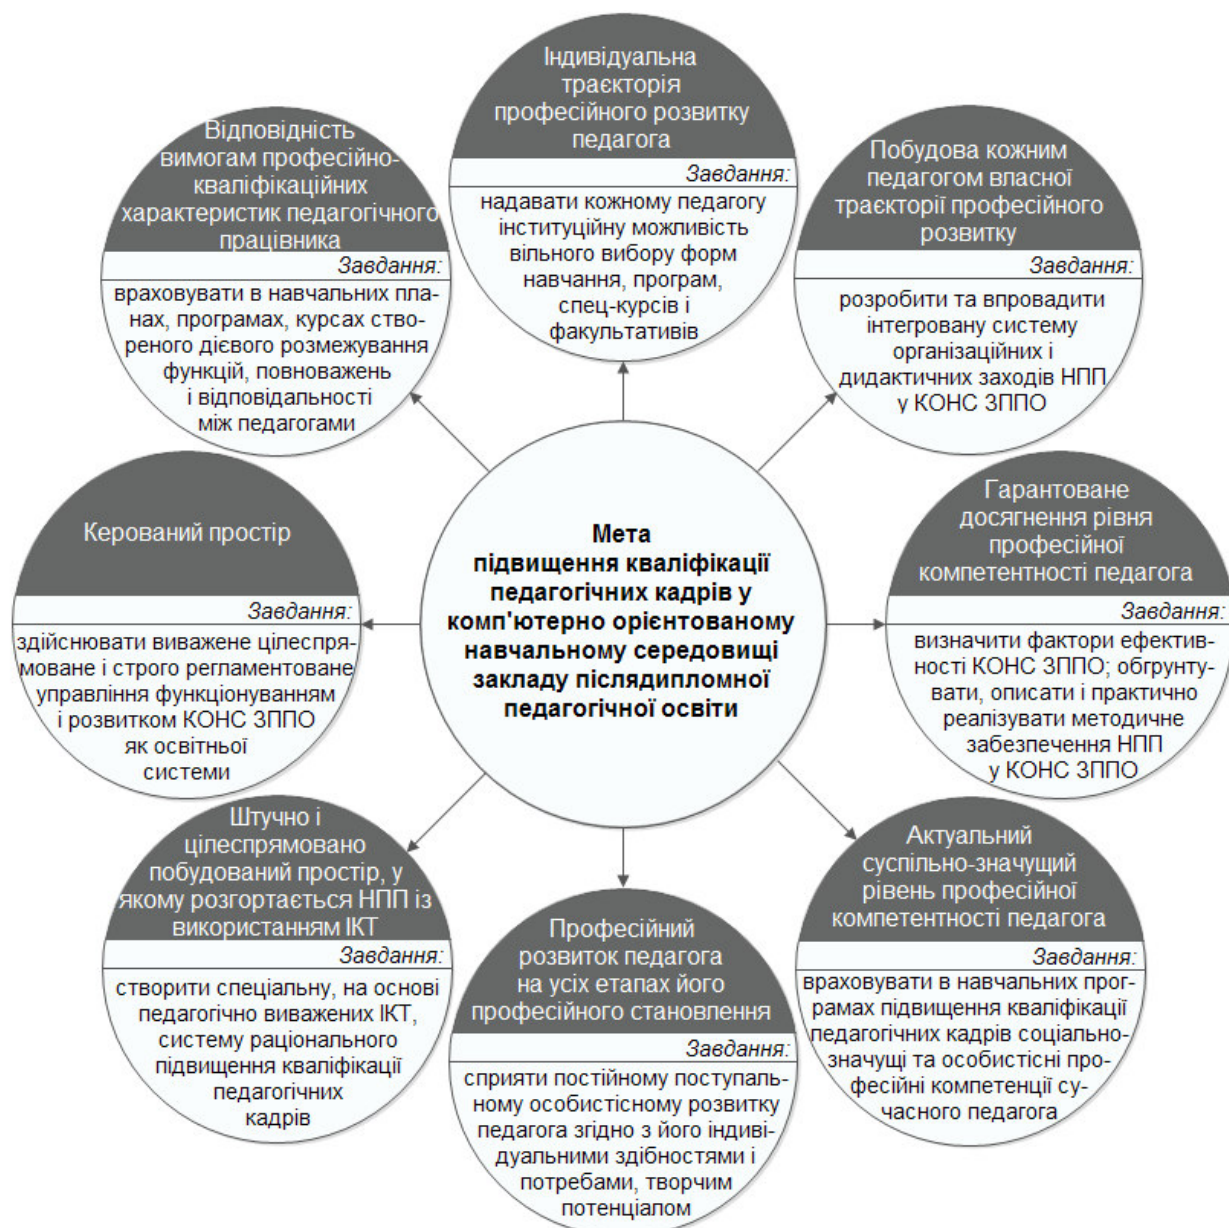 Індивідуальна
траєкторія
професійного розвитку
педагога
Завдання:
надавати кожному педагогу
інституційну можливість
вільного вибору форм
навчання, програм,
спец-курсів і
факультативів
Відповідність
вимогам професійно-
кваліфікаційних
характеристик педагогічного
працівника
Завдання:
враховувати в навчальних пла-
нах, програмах, курсах ство-
реного дієвого розмежування
функцій, повноважень
і відповідальності
між педагогами
Побудова кожним
педагогом власної
траєкторії професійного
розвитку
Завдання:
розробити та впровадити
інтегровану систему
організаційних і
дидактичних заходів НПП
у КОНС ЗППО
Керований простір
Завдання:
здійснювати виважене цілеспря-
моване і строго регламентоване
управління функціонуванням
і розвитком КОНС ЗППО
як освітньої
системи
Мета
підвищення кваліфікації
педагогічних кадрів у
комп'ютерно орієнтованому
навчальному середовищі
закладу післядипломної
педагогічної освіти
Гарантоване
досягнення рівня
професійної
компетентності педагога
Завдання:
визначити фактори ефектив-
ності КОНС ЗППО; обгрунту-
вати, описати і практично
реалізувати методичне
забезпечення НПП
у КОНС ЗППО
Штучно і
цілеспрямовано
побудований простір, у
якому розгортається НПП із
використанням ІКТ
Завдання:
створити спеціальну, на основі
педагогічно виважених ІКТ,
систему раціонального
підвищення кваліфікації
педагогічних
кадрів
Професійний
розвиток педагога
на усіх етапах його
професійного становлення
Завдання:
сприяти постійному поступаль-
ному особистісному розвитку
педагога згідно з його індиві-
дуальними здібностями і
потребами, творчим
потенціалом
Актуальний
суспільно-значущий
рівень професійної
компетентності педагога
Завдання:
враховувати в навчальних прог-
рамах підвищення кваліфікації
педагогічних кадрів соціально-
значущі та особистісні про-
фесійні компетенції су-
часного педагога